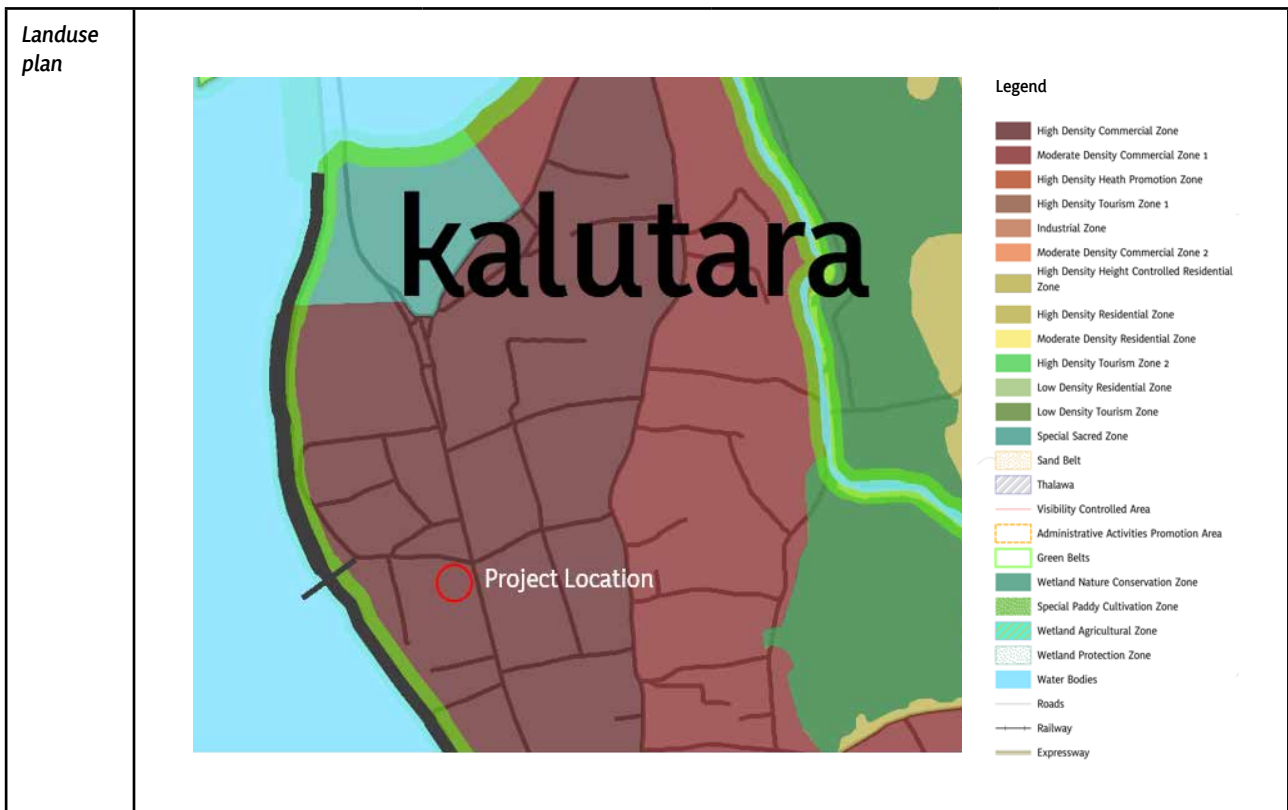 Landuse
plan
kalutara
Project Location
Legend
High Density Commercial Zone
Moderate Density Commercial Zone 1
High Density Heath Promotion Zone
High Density Tourism Zone 1
Industrial Zone
Moderate Density Commercial Zone 2
High Density Height Controlled Residential
Zone
High Density Residential Zone
Moderate Density Residential Zone
High Density Tourism Zone 2
Low Density Residential Zone
Low Density Tourism Zone
Special Sacred Zone
Sand Belt
Thalawa
Visibility Controlled Area
Administrative Activities Promotion Area
Green Belts
Wetland Nature Conservation Zone
Special Paddy Cultivation Zone
Wetland Agricultural Zone
Wetland Protection Zone
Water Bodies
Roads
Railway
Expressway